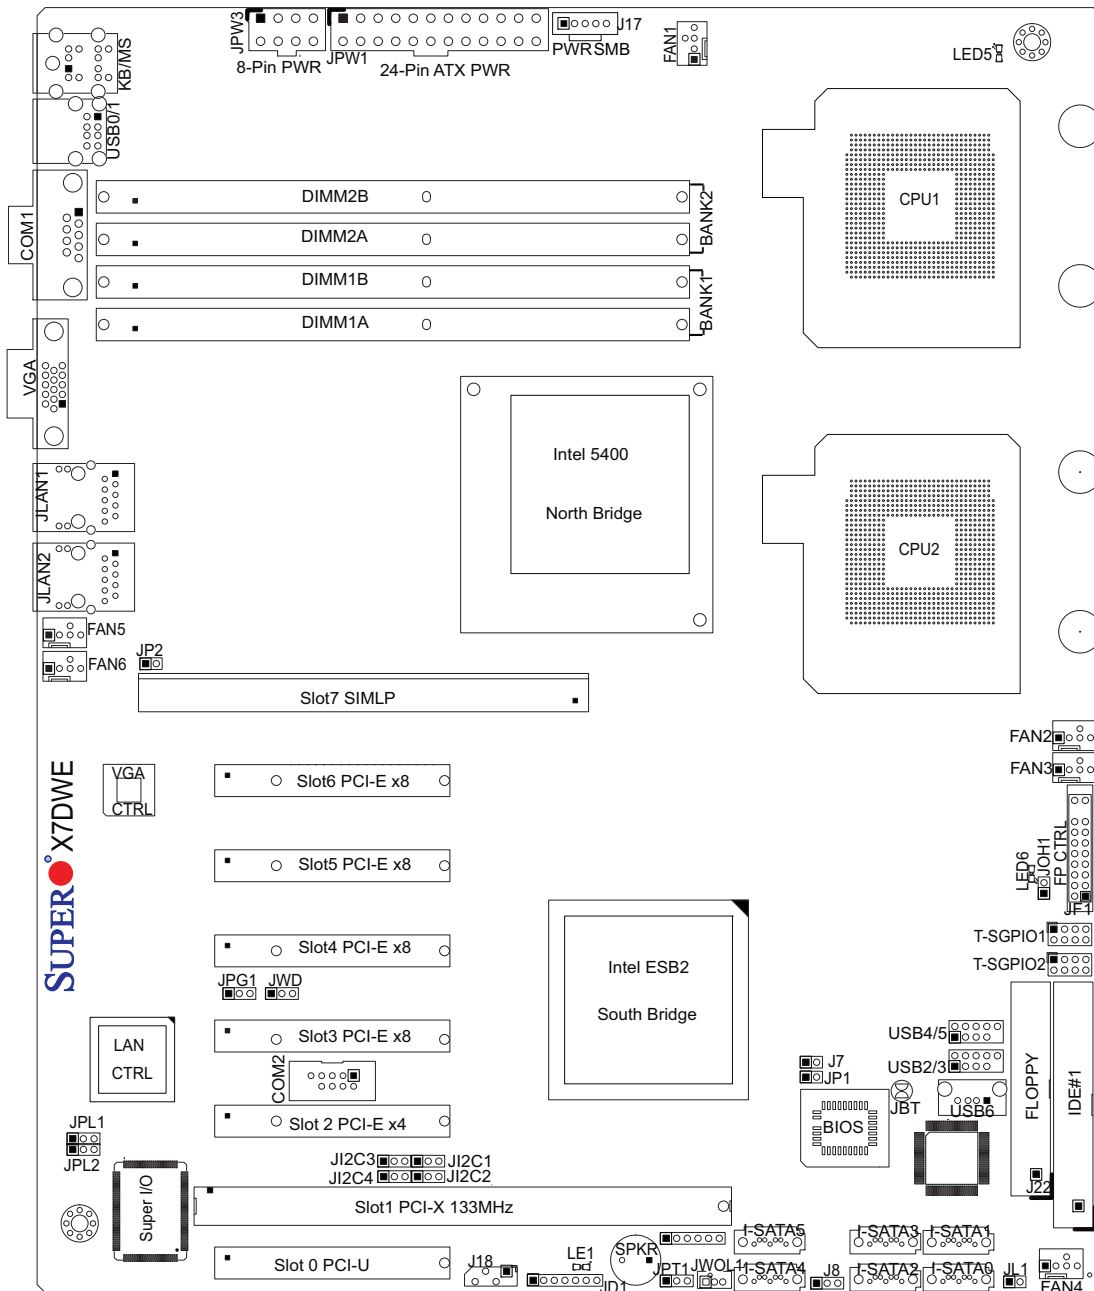 JPW3
8-Pin PWR
JPW1
24-Pin ATX PWR
J17
PWR SMB
FAN1
LED5
KB/MS
USB0/1
COM1
VGA
DIMM2B
DIMM2A
DIMM1B
DIMM1A
BANK2
BANK1
CPU1
JLAN1
JLAN2
Intel 5400
North Bridge
CPU2
FAN5
FAN6
JP2
Slot7 SIMLP
FAN2
FAN3
VGA
CTRL
Slot6 PCI-E x8
Slot5 PCI-E x8
SUPER X7DWE
LED6
JOH1
FP CTRL
JF1
T-SGPIO1
T-SGPIO2
Slot4 PCI-E x8
JPG1
JWD
Intel ESB2
South Bridge
Slot3 PCI-E x8
LAN
CTRL
COM2
USB4/5
USB2/3
J7
JP1
JBT
USB6
FLOPPY
IDE#1
BIOS
Slot 2 PCI-E x4
JPL1
JPL2
JI2C3
JI2C1
JI2C4
JI2C2
Super I/O
J22
Slot1 PCI-X 133MHz
I-SATA5
I-SATA3
I-SATA1
Slot 0 PCI-U
J18
LE1
SPKR
JD1
JPT1
JWOL1
I-SATA4
J8
I-SATA2
I-SATA0
JL1
FAN4